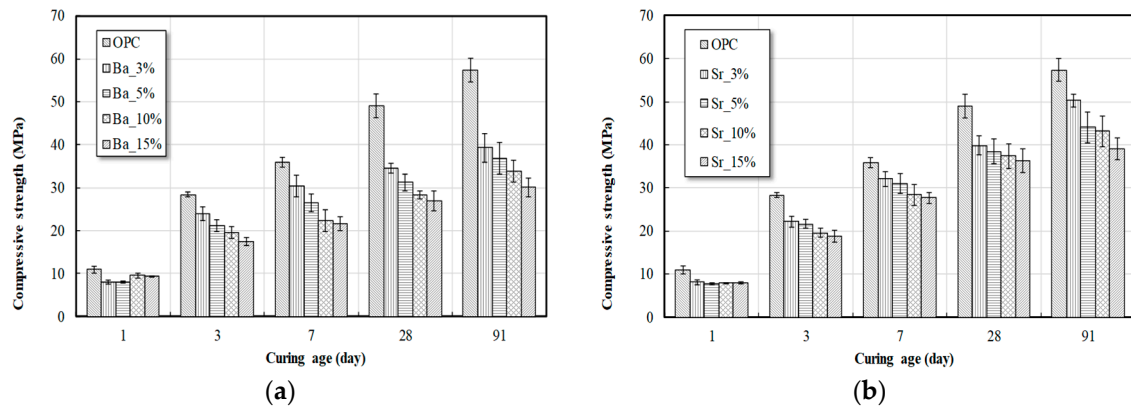 70
60
50
40
30
20
10
0
Compressive strength (MPa)
OPC
Ba_3%
Ba_5%
Ba_10%
Ba_15%
1 3 7 28 91
Curing age (day)
(a)
70
60
50
40
30
20
10
0
Compressive strength (MPa)
OPC
Sr_3%
Sr_5%
Sr_10%
Sr_15%
1 3 7 28 91
Curing age (day)
(b)